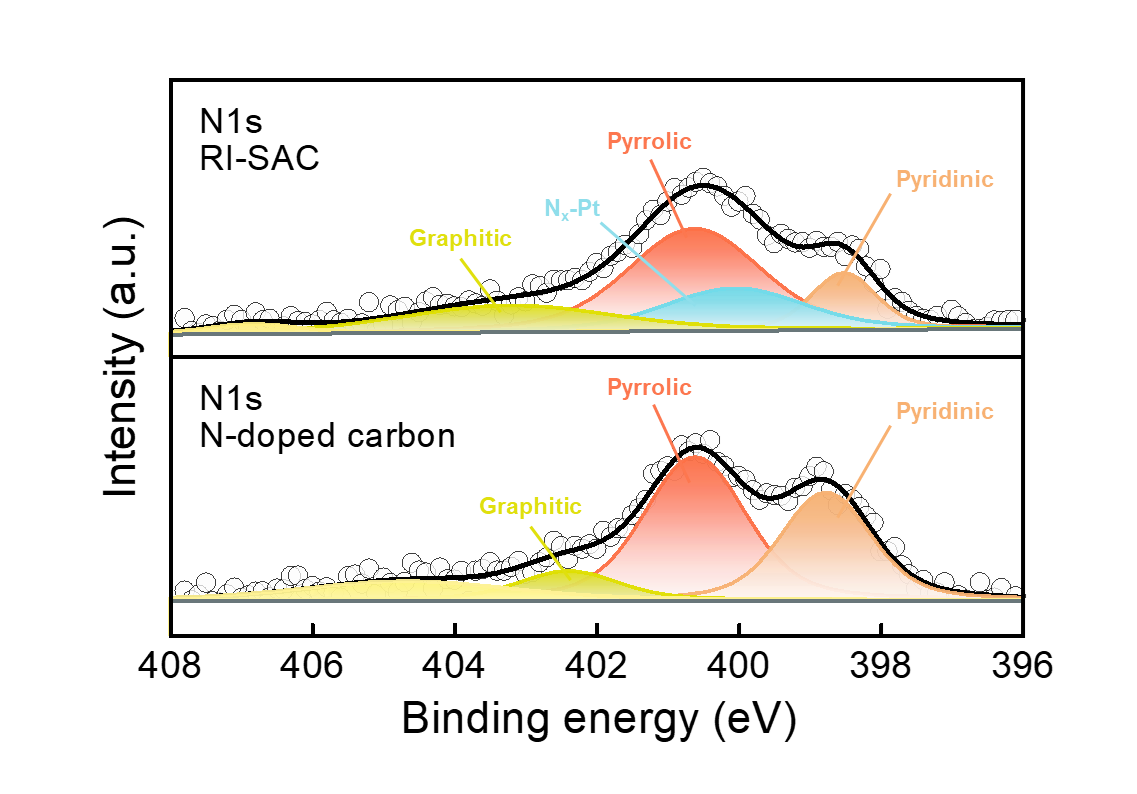 N1s
RI-SAC
Pyrrolic
Pyridinic
Nx-Pt
Graphitic
N1s
N-doped carbon
Pyrrolic
Pyridinic
Graphitic
Intensity (a.u.)
408 406 404 402 400 398 396
Binding energy (eV)